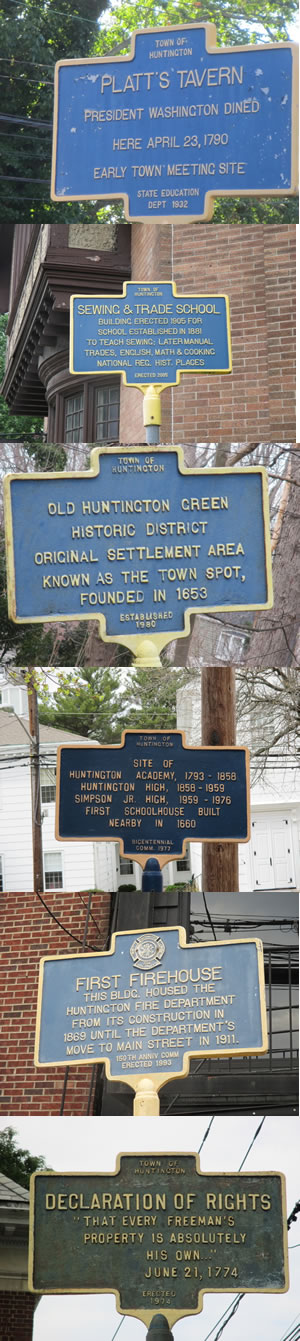 TOWN OF
HUNTINGTON
PLATT'S TAVERN
PRESIDENT WASHINGTON DINED
HERE APRIL 23, 1790
EARLY TOWN MEETING SITE
STATE EDUCATION
DEPT 1932
TOWN OF
HUNTINGTON
SEWING & TRADE SCHOOL
BUILDING ERECTED 1905 FOR
SCHOOL ESTABLISHED IN 1881
TO TEACH SEWING; LATER MANUAL
TRADES, ENGLISH, MATH & COOKING
NATIONAL REG. HIST. PLACES
ERECTED
TOWN OF
HUNTINGTON
OLD HUNTINGTON GREEN
HISTORIC DISTRICT
ORIGINAL SETTLEMENT AREA
KNOWN AS THE TOWN SPOT,
FOUNDED IN 1653
ESTABLISHED
1980
TOWN OF
HUNTINGTON
SITE OF
HUNTINGTON ACADEMY, 1793 - 1858
HUNTINGTON HIGH, 1858 - 1959
SIMPSON JR. HIGH, 1959 - 1976
FIRST SCHOOLHOUSE BUILT
NEARBY IN 1660
BICENTENNIAL
COMM 1977
FIRST FIREHOUSE
THIS BLDG. HOUSED THE
HUNTINGTON FIRE DEPARTMENT
FROM ITS CONSTRUCTION IN
1869 UNTIL THE DEPARTMENT'S
MOVE TO MAIN STREET IN 1911.
150TH ANNIV COMM
ERECTED 1993
TOWN OF
HUNTINGTON
DECLARATION OF RIGHTS
"THAT EVERY FREEMAN'S
PROPERTY IS ABSOLUTELY
HIS OWN..."
JUNE 21, 1774
ERECTED
1974